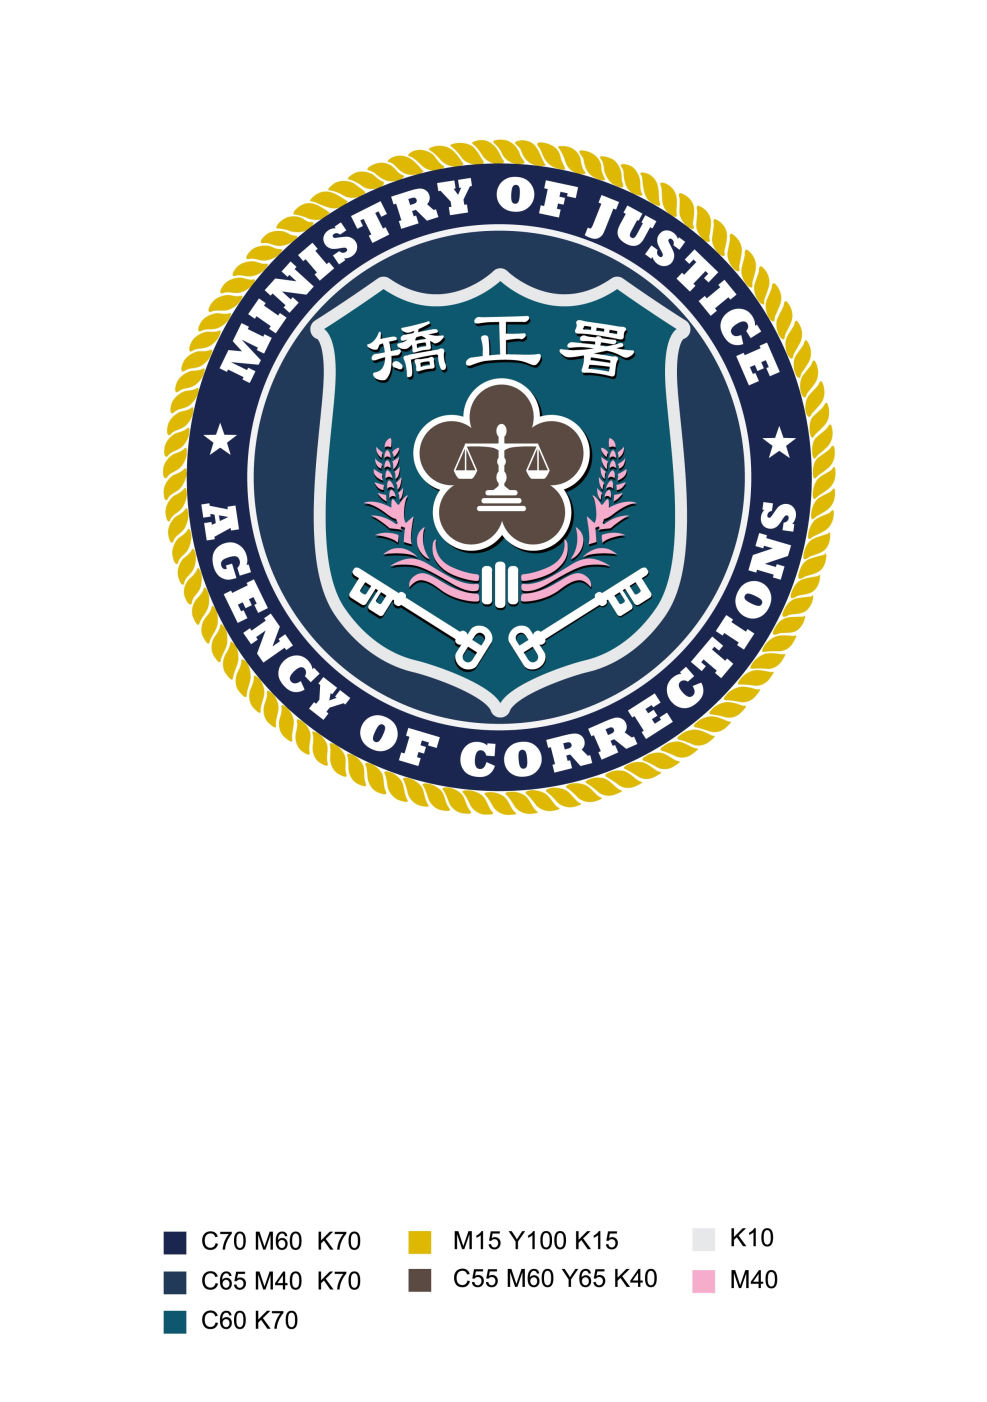 MINISTRY OF JUSTICE
矯正署
AGENCY OF CORRECTIONS
C70 M60 K70
C65 M40 K70
C60 K70
M15 Y100 K15
C55 M60 Y65 K40
K10
M40